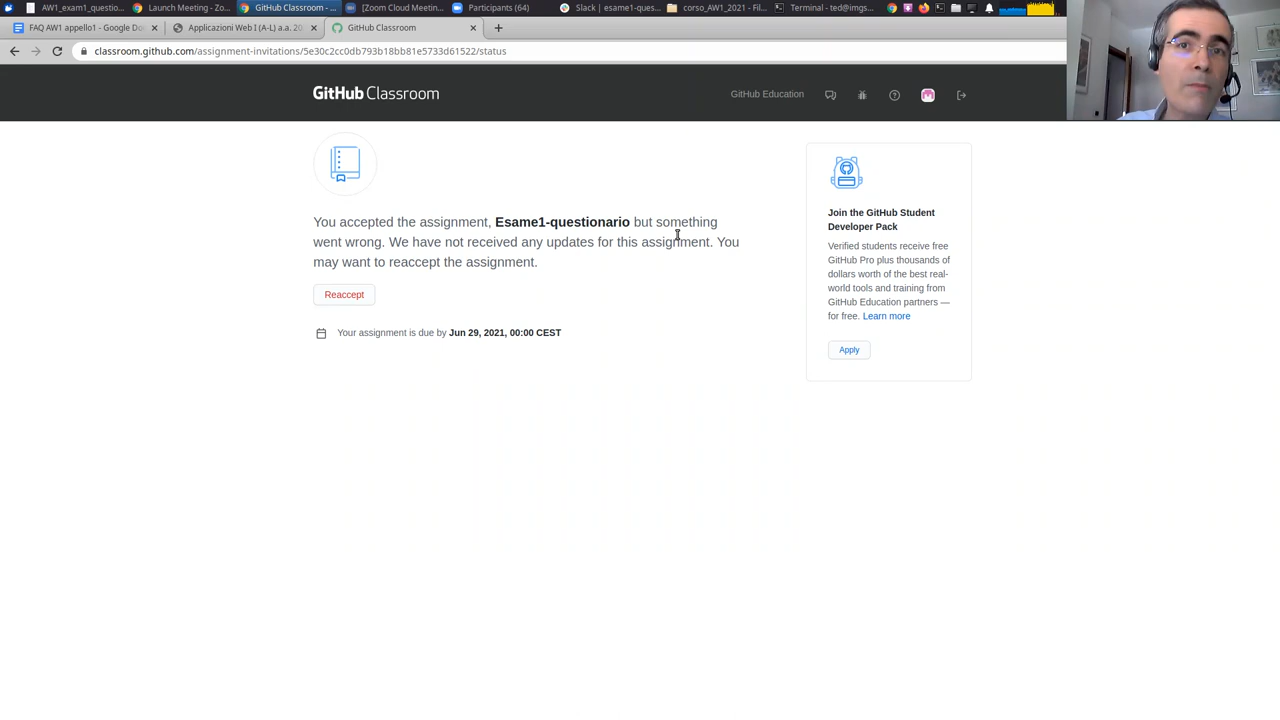 AW1_exam1_questio...
Launch Meeting - Zo...
GitHub Classroom - ...
[Zoom Cloud Meetin...
Participants (64)
Slack | esame1-ques...
corso_AW1_2021 - Fil...
Terminal - ted@imgs...
FAQ AW1 appello1 - Google Do
Applicazioni Web I (A-L) a.a. 20
GitHub Classroom
classroom.github.com/assignment-invitations/5e30c2cc0db793b18bb81e5733d61522/status
GitHub Classroom
GitHub Education
You accepted the assignment, Esame1-questionario but something
went wrong. We have not received any updates for this assignment. You
may want to reaccept the assignment.
Reaccept
Your assignment is due by Jun 29, 2021, 00:00 CEST
Join the GitHub Student
Developer Pack
Verified students receive free
GitHub Pro plus thousands of
dollars worth of the best real-
world tools and training from
GitHub Education partners —
for free. Learn more
Apply